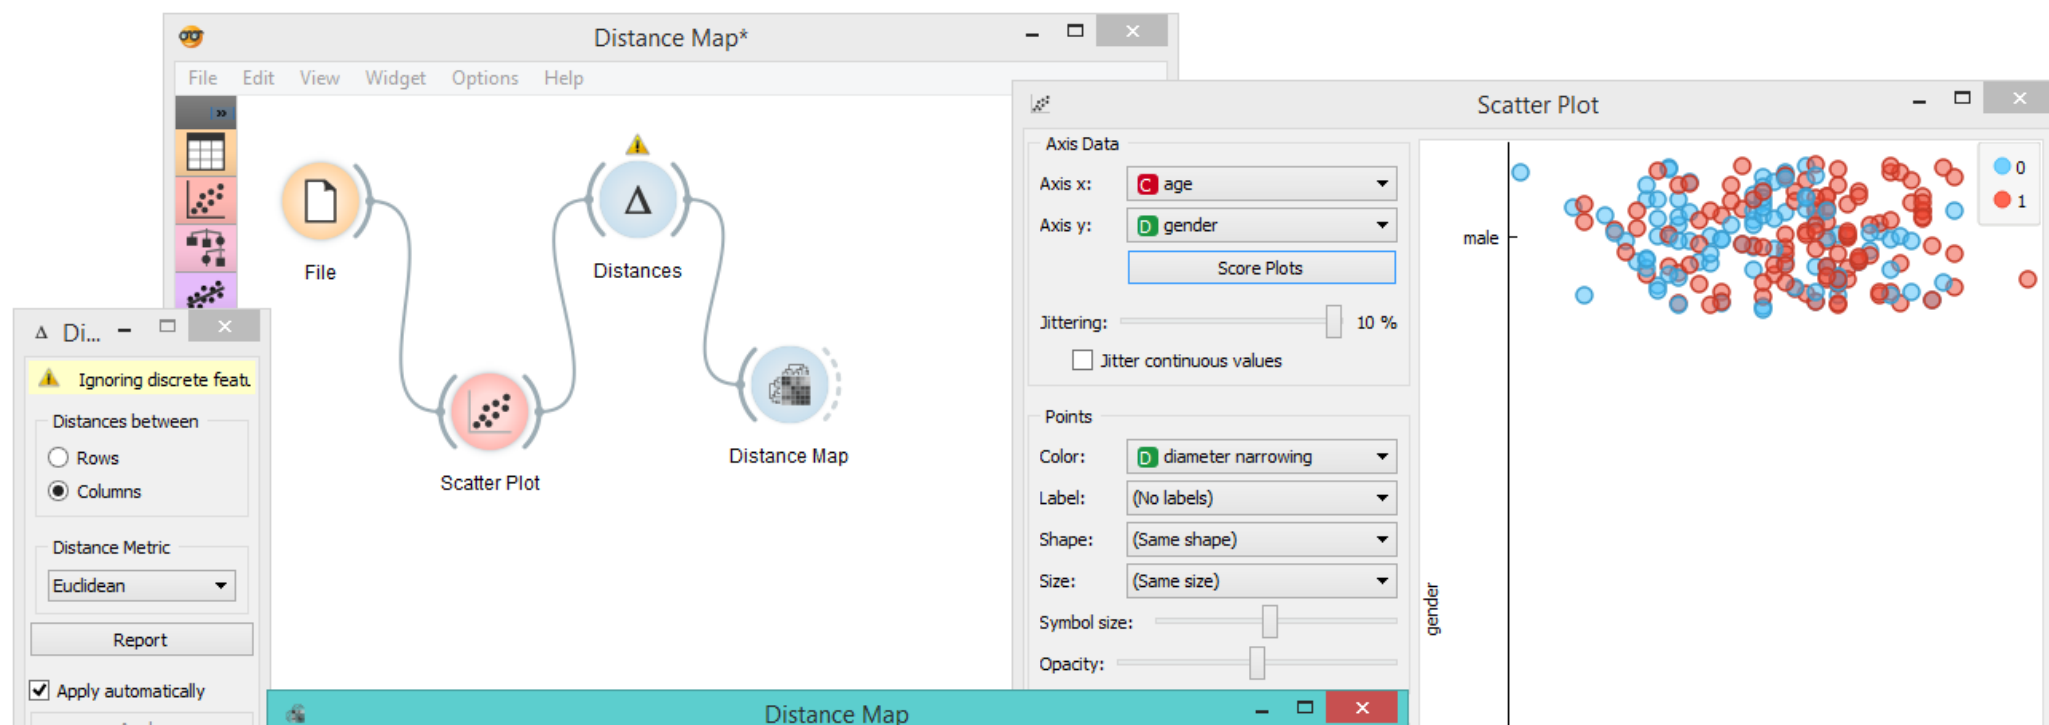 Distance Map*
File Edit View Widget Options Help
»
File
Distances
Scatter Plot
Distance Map
Di...
Ignoring discrete featu
Distances between
Rows
Columns
Distance Metric
Euclidean
Report
Apply automatically
Scatter Plot
Axis Data
Axis x: C age
Axis y: D gender
Score Plots
Jittering: 10 %
Jitter continuous values
Points
Color: D diameter narrowing
Label: (No labels)
Shape: (Same shape)
Size: (Same size)
Symbol size:
Opacity:
male
gender
0
1
Distance Map